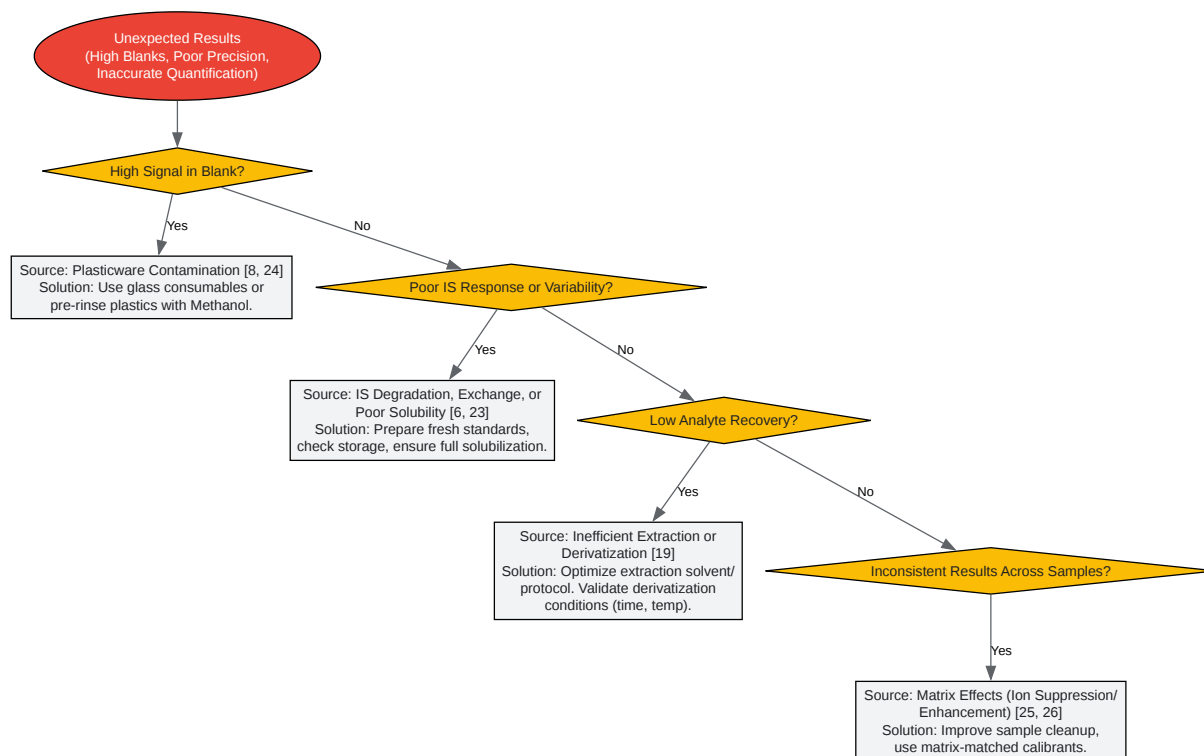 Unexpected Results
(High Blanks, Poor Precision,
Inaccurate Quantification)
High Signal in Blank?
Yes
No
Source: Plasticware Contamination [8, 24]
Solution: Use glass consumables or
pre-rinse plastics with Methanol.
Poor IS Response or Variability?
Yes
No
Source: IS Degradation, Exchange, or
Poor Solubility [6, 23]
Solution: Prepare fresh standards,
check storage, ensure full solubilization.
Low Analyte Recovery?
Yes
No
Source: Inefficient Extraction or
Derivatization [19]
Solution: Optimize extraction solvent/
protocol. Validate derivatization
conditions (time, temp).
Inconsistent Results Across Samples?
Yes
Source: Matrix Effects (Ion Suppression/
Enhancement) [25, 26]
Solution: Improve sample cleanup,
use matrix-matched calibrants.